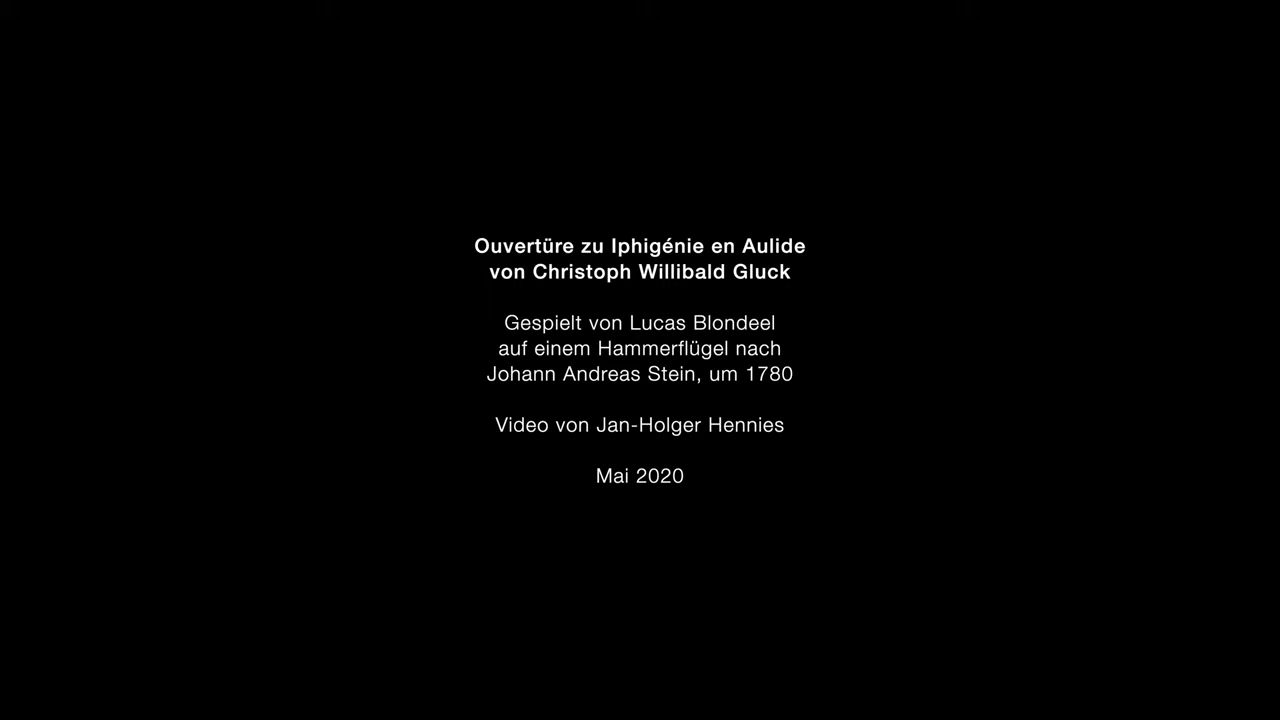 Ouvertüre zu Iphigénie en Aulide
von Christoph Willibald Gluck
Gespielt von Lucas Blondeel
auf einem Hammerflügel nach
Johann Andreas Stein, um 1780
Video von Jan-Holger Hennies
Mai 2020